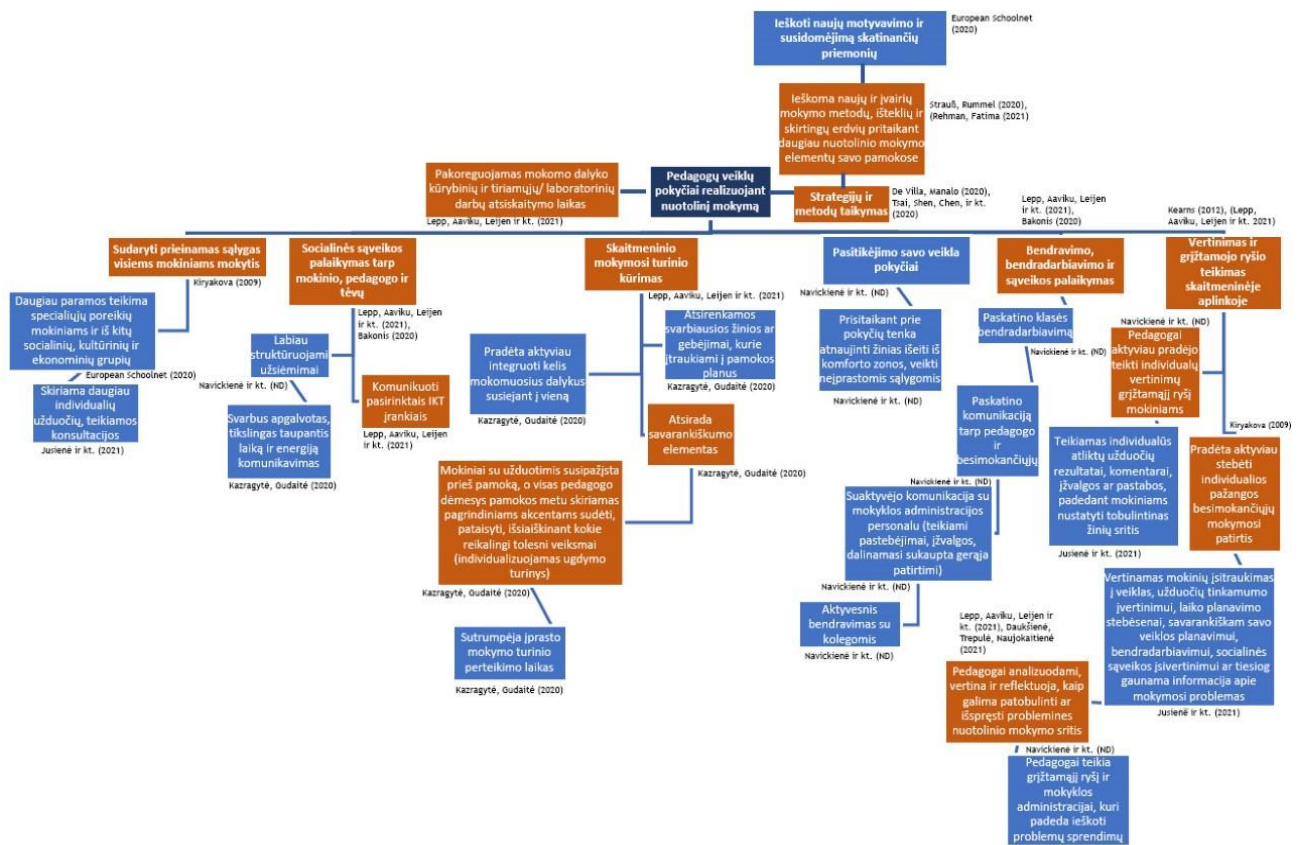 Ieškoti naujų motyvavimo ir
susidomėjimą skatinančių
priemonių
European Schoolnet
(2020)
Ieškoma naujų ir įvairių
mokymo metodų, išteklių ir
skirtingų erdvių pritaikant
daugiau nuotolinio mokymo
elementų savo pamokose
Strauß, Rummel (2020),
(Rehman, Fatima (2021)
Pakoreguojamas mokomo dalyko
kūrybinių ir tiriamųjų/ laboratorinių
darbų atsiskaitymo laikas
Lepp, Aaviku, Leijen ir kt. (2021)
Pedagogų veiklų
pokyčiai realizuojant
nuotolinį mokymą
Strategijų ir
metodų taikymas
De Villa, Manalo (2020),
Tsai, Shen, Chen, ir kt.
(2020)
Sudaryti prieinamas sąlygas
visiems mokiniams mokytis
Kiryakova (2009)
Daugiau paramos teikima
specialiųjų poreikių
mokiniams ir iš kitų
socialinių, kultūrinių ir
ekonominių grupių
European Schoolnet (2020)
Skiriama daugiau
individualių
užduočių, teikiamos
konsultacijos
Jusienė ir kt. (2021)
Socialinės sąveikos
palaikymas tarp
mokinio, pedagogo ir
tėvų
Lepp, Aaviku, Leijen
ir kt. (2021),
Bakonis (2020)
Labiau
struktūruojami
užsiėmimai
Navickienė ir kt. (ND)
Svarbus apgalvotas,
tikslingas taupantis
laiką ir energiją
komunikavimas
Kazragytė, Gudaitė (2020)
Komunikuoti
pasirinktais IKT
įrankiais
Lepp, Aaviku, Leijen
ir kt. (2021)
Skaitmeninio
mokymosi turinio
kūrimas
Lepp, Aaviku, Leijen ir kt. (2021)
Atsirenkamos
svarbiausios žinios ar
gebėjimai, kurie
įtraukiami į pamokos
planus
Kazragytė, Gudaitė (2020)
Pradėta aktyviau
integruoti kelis
mokomuosius dalykus
susiejant į vieną
Kazragytė, Gudaitė (2020)
Atsirada
savarankiškumo
elementas
Kazragytė, Gudaitė (2020)
Mokiniai su užduotimis susipažįsta
prieš pamoką, o visas pedagogo
dėmesys pamokos metu skiriamas
pagrindiniams akcentams sudėti,
pataisyti, išsiaiškinant kokie
reikalingi tolesni veiksmai
(individualizuojamas ugdymo
turinys)
Kazragytė, Gudaitė (2020)
Sutrumpėja įprasto
mokymo turinio
perteikimo laikas
Kazragytė, Gudaitė (2020)
Pasitikėjimo savo veikla
pokyčiai
Navickienė ir kt. (ND)
Prisitaikant prie
pokyčių tenka
atnaujinti žinias išeiti iš
komforto zonos, veikti
neįprastomis sąlygomis
Navickienė ir kt. (ND)
Lepp, Aaviku, Leijen
ir kt. (2021),
Bakonis (2020)
Bendravimo,
bendradarbiavimo ir
sąveikos palaikymas
Paskatino klasės
bendradarbiavimą
Navickienė ir kt. (ND)
Paskatino
komunikaciją
tarp pedagogo
ir
besimokančiųjų
Navickienė ir kt. (ND)
Suaktyvėjo komunikacija su
mokyklos administracijos
personalu (teikiami
pastebėjimai, įžvalgos,
dalinamasi sukaupta gerąja
patirtimi)
Navickienė ir kt. (ND)
Aktyvesnis
bendravimas su
kolegomis
Navickienė ir kt. (ND)
Kearns (2012), (Lepp,
Aaviku, Leijen ir kt. 2021)
Vertinimas ir
grįžtamojo ryšio
teikimas
skaitmeninėje
aplinkoje
Navickienė ir kt. (ND)
Pedagogai
aktyviau pradėjo
teikti individualų
vertinimų
grįžtamąjį ryšį
mokiniams
Kiryakova (2009)
Teikiamas individualūs
atliktų užduočių
rezultatai, komentarai,
įžvalgos ar pastabos,
padedant mokiniams
nustatyti tobulintinas
žinių sritis
Jusienė ir kt. (2021)
Pradėta aktyviau
stebėti
individualios
pažangos
besimokančiųjų
mokymosi
patirtis
Vertinamas mokinių įsitraukimas
į veiklas, užduočių tinkamumo
įvertinimui, laiko planavimo
stebėsenai, savarankiškam savo
veiklos planavimui,
bendradarbiavimui, socialinės
sąveikos įsivertinimui ar tiesiog
gaunama informacija apie
mokymosi problemas
Jusienė ir kt. (2021)
Lepp, Aaviku, Leijen ir
kt. (2021), Daukšienė,
Trepulė, Naujokaitienė
(2021)
Pedagogai analizuodami,
vertina ir reflektuoja, kaip
galima patobulinti ar
išspręsti problemines
nuotolinio mokymo sritis
Navickienė ir kt. (ND)
Pedagogai teikia
grįžtamąjį ryšį ir
mokyklos
administracijai, kuri
padeda ieškoti
problemų sprendimų